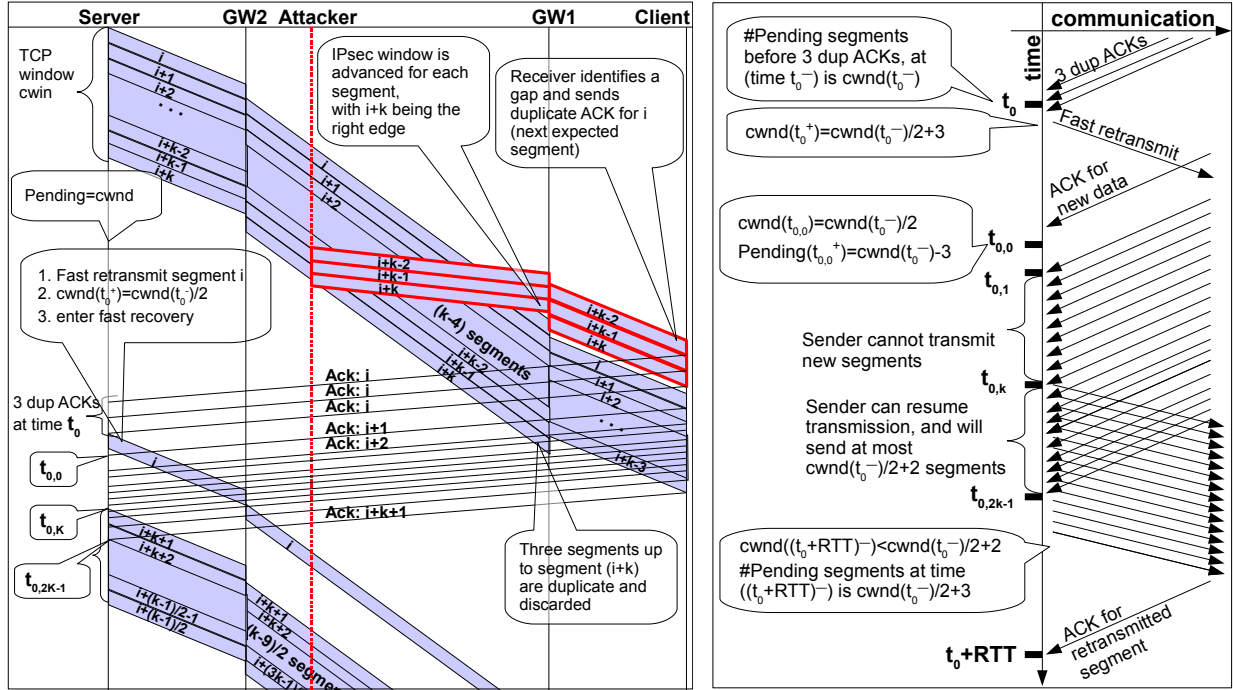 Server
GW2
Attacker
GW1
Client
TCP
window
cwin
i
i+1
i+2
. . .
i+k-2
i+k-1
i+k
IPsec window is
advanced for each
segment,
with i+k being the
right edge
Receiver identifies a
gap and sends
duplicate ACK for i
(next expected
segment)
i
i+1
i+2
Pending=cwnd
1. Fast retransmit segment i
2. cwnd(t0+)=cwnd(t0-)/2
3. enter fast recovery
i+k-2
i+k-1
i+k
i+k-2
i+k-1
i+k
(k-4) segments
i+k-2
i+k-1
i+k
i
i+1
i+2
. . .
i+k-3
Ack: i
Ack: i
Ack: i
Ack: i+1
Ack: i+2
3 dup ACKs
at time t0
i
t0,0
t0,K
Ack: i+k+1
i
t0,2K-1
i+k+1
i+k+2
i+(k-1)/2-1
i+(k-1)/2
i+k+1
i+k+2
(k-9)/2 segme
i+(3k-1)/
Three segments up
to segment (i+k)
are duplicate and
discarded
communication
time
#Pending segments
before 3 dup ACKs, at
(time t0—) is cwnd(t0—)
3 dup ACKs
t0
cwnd(t0+)=cwnd(t0—)/2+3
Fast retransmit
ACK for
new data
cwnd(t0,0)=cwnd(t0—)/2
Pending(t0,0+)=cwnd(t0—)-3
t0,0
t0,1
Sender cannot transmit
new segments
t0,k
Sender can resume
transmission, and will
send at most
cwnd(t0—)/2+2 segments
t0,2k-1
cwnd((t0+RTT)—)<cwnd(t0—)/2+2
#Pending segments at time
((t0+RTT)—) is cwnd(t0—)/2+3
ACK for
retransmitted
segment
t0+RTT